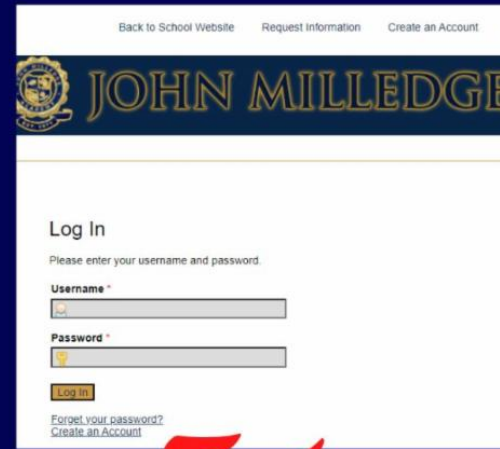 Back to School Website Request Information Create an Account
JOHN MILLEDGE
Log In
Please enter your username and password.
Username *
Password *
Log In
Forget your password?
Create an Account